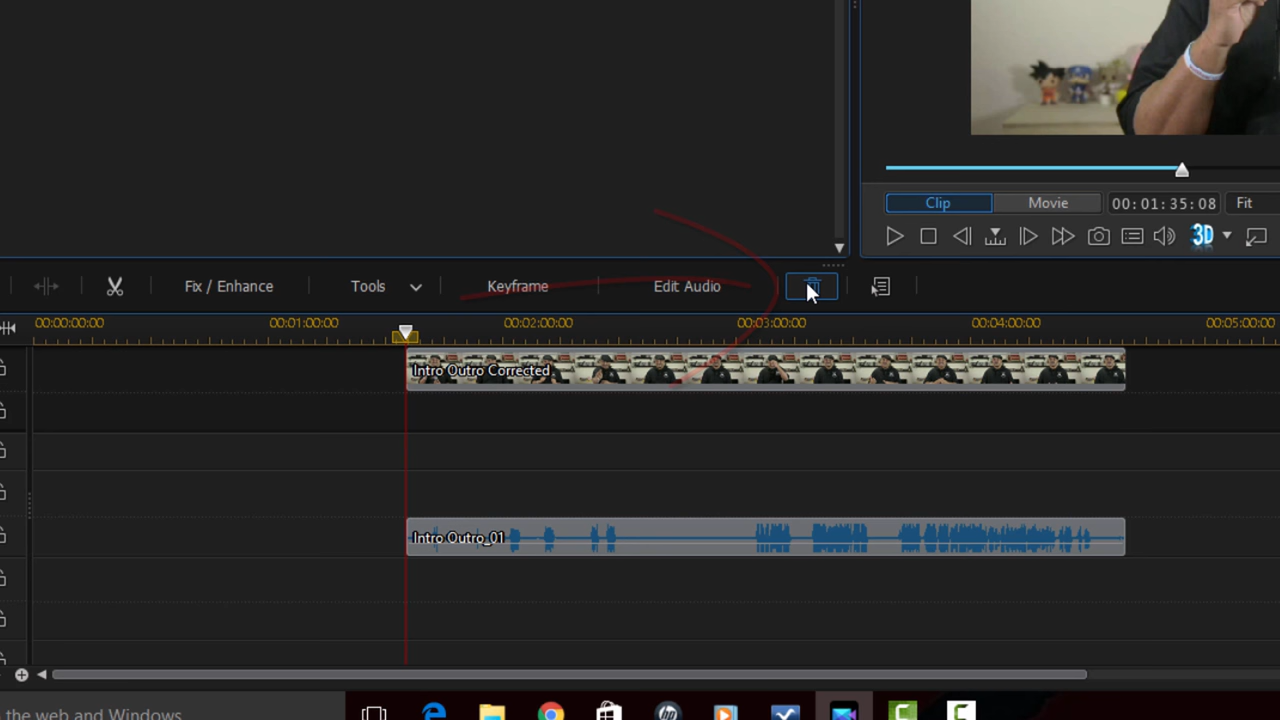 Clip Movie 00:01:35:08 Fit
3D
Fix / Enhance Tools Keyframe Edit Audio
00:00:00:00 00:01:00:00 00:02:00:00 00:03:00:00 00:04:00:00 00:05:00:00
Intro Outro Corrected
Intro Outro_01
the web and Windows